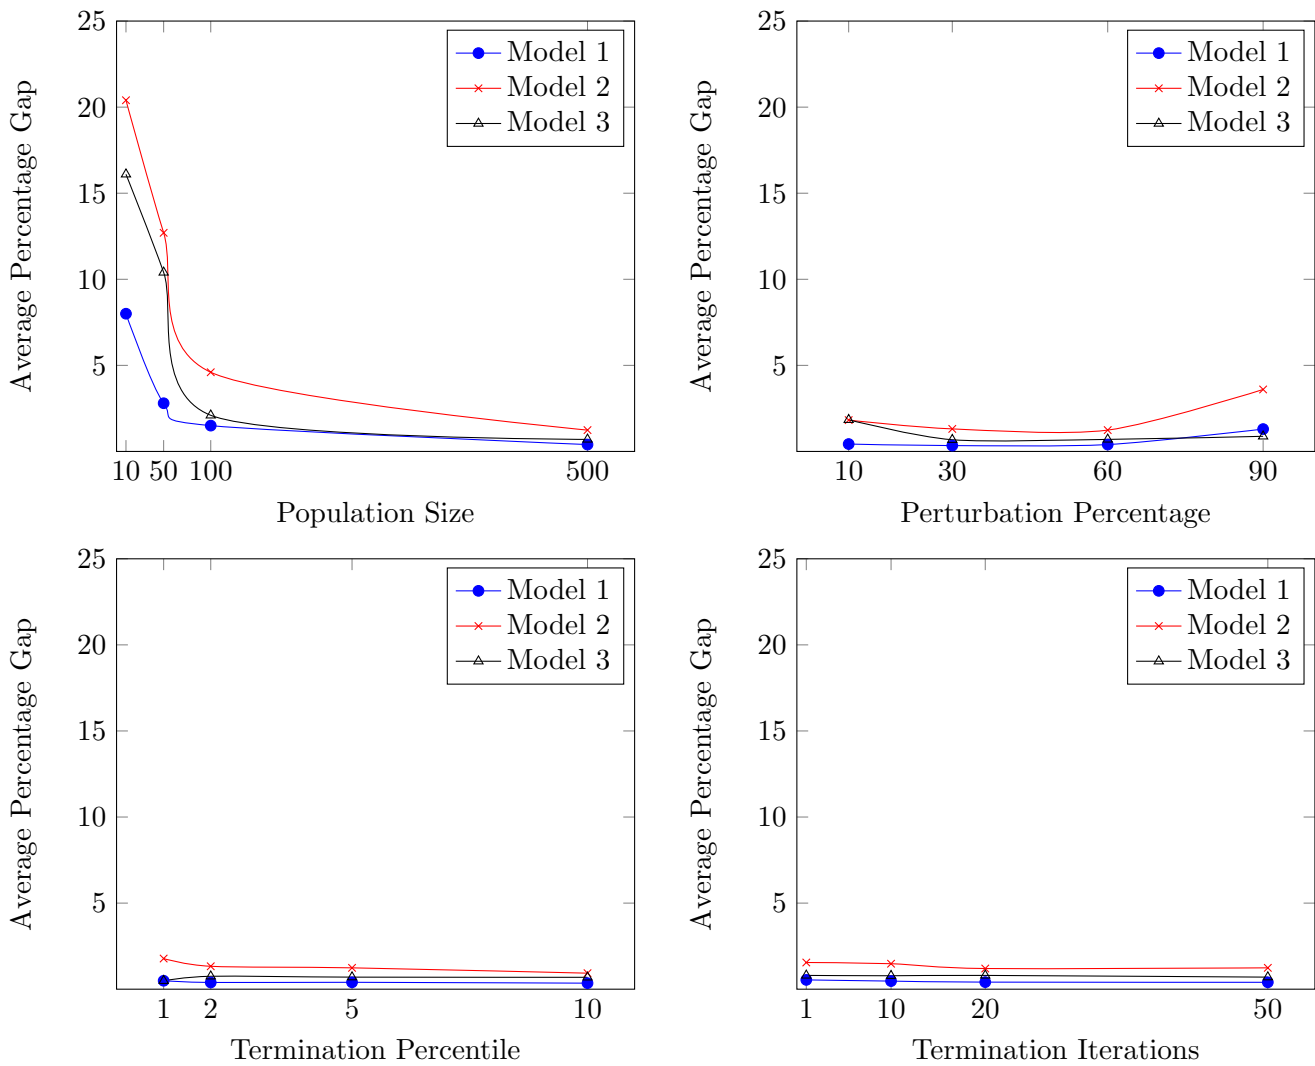 25
20
15
10
5
Average Percentage Gap
Model 1
Model 2
Model 3
10 50 100 500
Population Size
25
20
15
10
5
Average Percentage Gap
Model 1
Model 2
Model 3
10 30 60 90
Perturbation Percentage
25
20
15
10
5
Average Percentage Gap
Model 1
Model 2
Model 3
1 2 5 10
Termination Percentile
25
20
15
10
5
Average Percentage Gap
Model 1
Model 2
Model 3
1 10 20 50
Termination Iterations